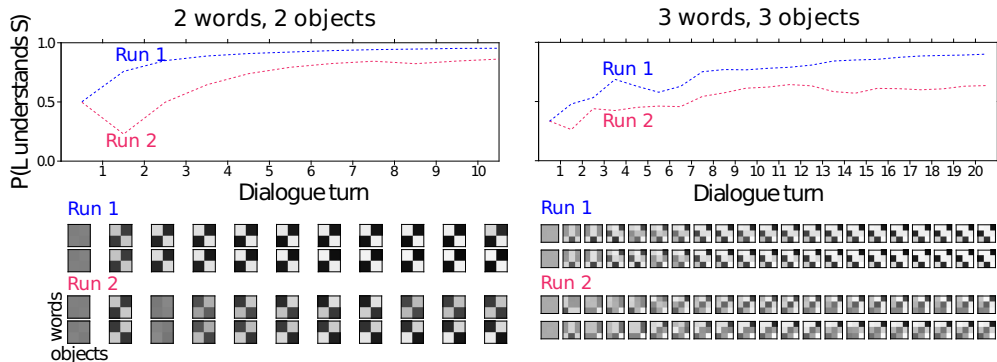 2 words, 2 objects
P(L understands S)
1.0
0.5
0.0
Run 1
Run 2
1 2 3 4 5 6 7 8 9 10
Dialogue turn
Run 1
Run 2
words
objects
3 words, 3 objects
Run 1
Run 2
1 2 3 4 5 6 7 8 9 10 11 12 13 14 15 16 17 18 19 20
Dialogue turn
Run 1
Run 2